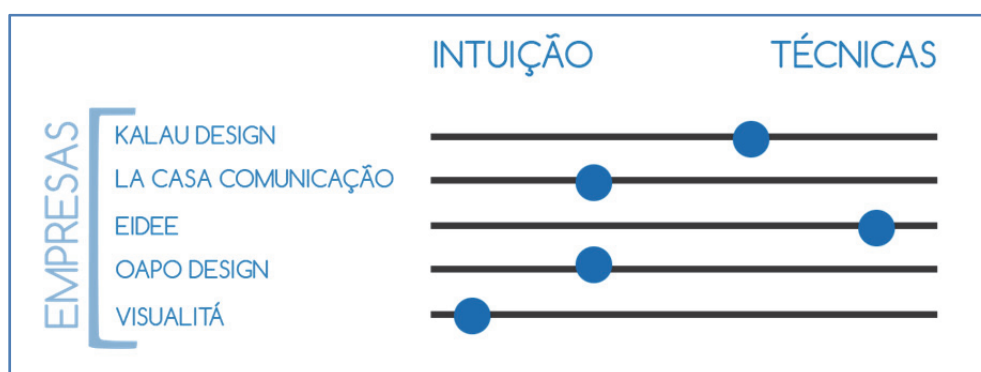 INTUIÇÃO TÉCNICAS
EMPRESAS
KALAU DESIGN
LA CASA COMUNICAÇÃO
EIDEE
OAPO DESIGN
VISUALITÁ